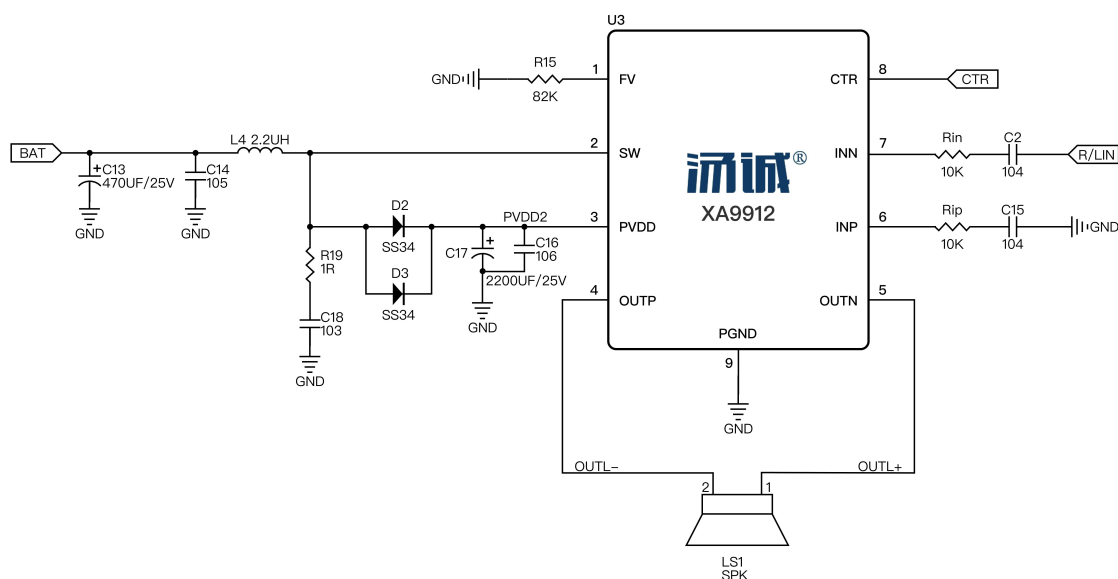 U3
R15
GND
82K
1
FV
CTR
8
CTR
BAT
L4 2.2UH
C13
470UF/25V
GND
C14
105
GND
2
SW
INN
7
Rin
10K
C2
104
R/LIN
®
XA9912
D2
SS34
PVDD2
3
PVDD
INP
6
Rip
10K
C15
104
GND
R19
1R
C17
+
C16
106
2200UF/25V
D3
SS34
GND
C18
103
GND
4
OUTP
OUTN
5
PGND
9
GND
OUTL-
OUTL+
2
1
LS1
SPK